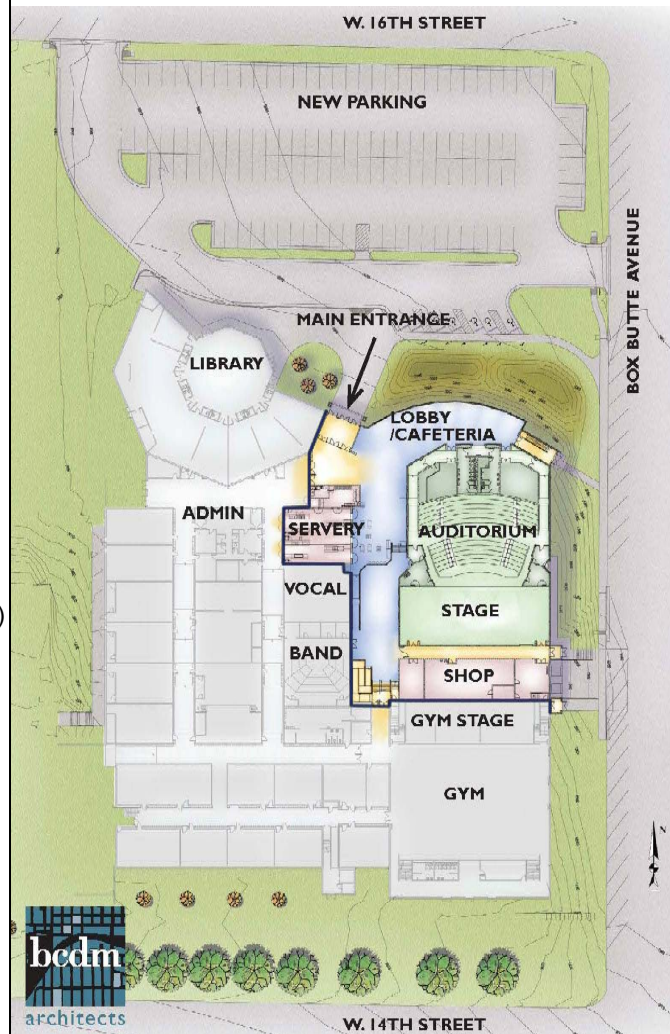 W. 16TH STREET
NEW PARKING
BOX BUTTE AVENUE
MAIN ENTRANCE
LIBRARY
LOBBY
/CAFETERIA
ADMIN
SERVERY
AUDITORIUM
VOCAL
STAGE
BAND
SHOP
GYM STAGE
GYM
N
bcdm
architects
W. 14TH STREET
)